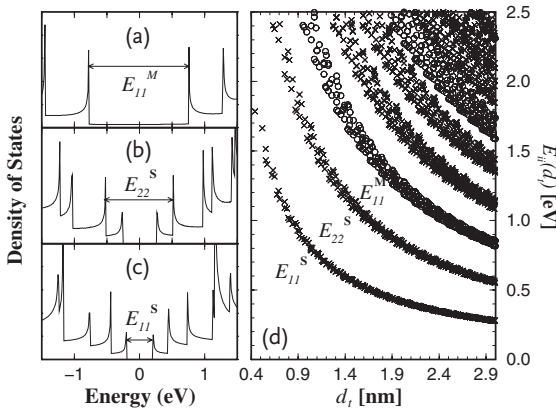 Density of States
(a)
E₁₁ᴹ
(b)
E₂₂ˢ
(c)
E₁₁ˢ
−1 0 1
Energy (eV)
E₁₁ˢ
E₂₂ˢ
E₁₁ᴹ
(d)
0.4 0.9 1.4 1.9 2.4 2.9
dₜ [nm]
2.5
2.0
1.5
1.0
0.5
0.0
Eᵢᵢ(dₜ) [eV]